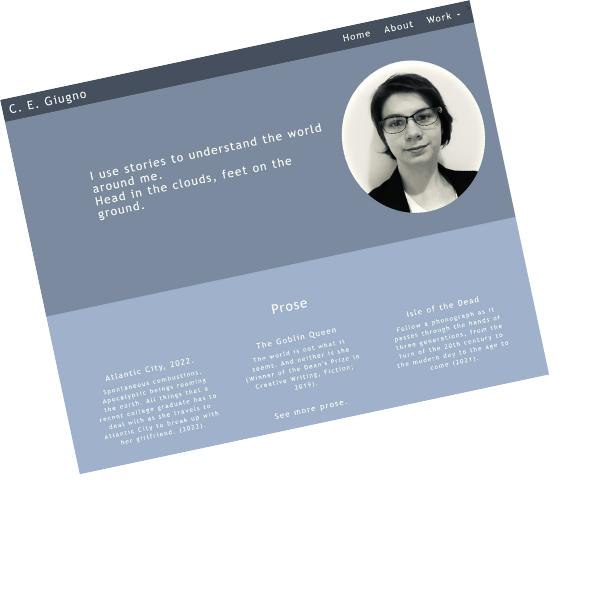 C. E. Giugno
Home About Work
I use stories to understand the world
around me.
Head in the clouds, feet on the
ground.
Prose
Atlantic City, 2022.
Spontaneous combustions.
Apocalyptic beings roaming
the earth. All things that a
recent college graduate has to
deal with as she travels to
Atlantic City to break up with
her girlfriend. (2021).
The Goblin Queen
The world is not what it
seems. And neither is she
(Winner of the Dean's Prize in
Creative Writing, Fiction;
2019).
Isle of the Dead
Follow a phonograph as it
passes through the hands of
three generations, from the
turn of the 20th century to
the modern day to the age to
come (2021).
See more prose.